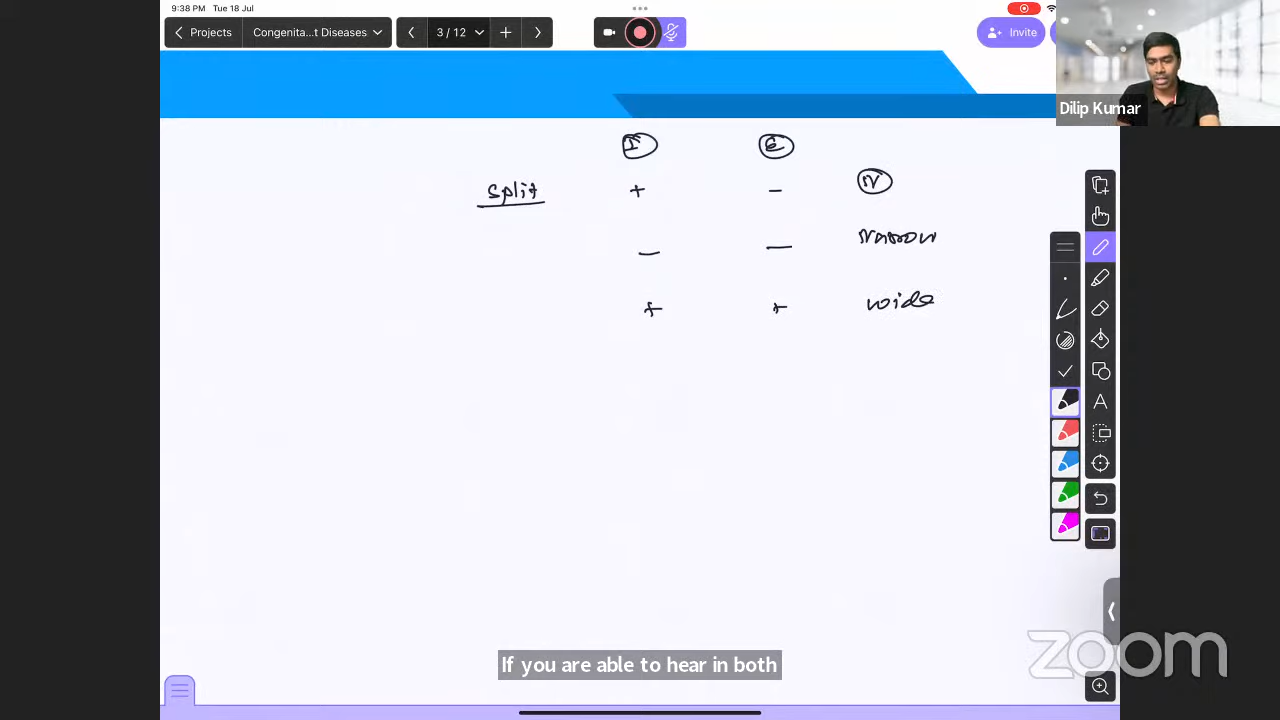 9:38 PM Tue 18 Jul
Projects Congenita...t Diseases 3 / 12 Invite
Dilip Kumar
I E
Split + - N
- - Narrow
+ + wide
A
If you are able to hear in both
zoom